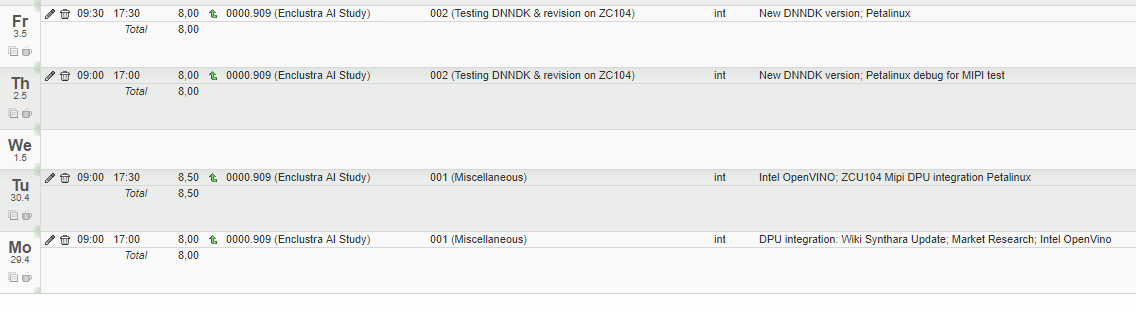 Fr 09:30 17:30 8,00 0000.909 (Enclustra AI Study) 002 (Testing DNNDK & revision on ZC104) int New DNNDK version; Petalinux
3.5 Total 8,00
Th 09:00 17:00 8,00 0000.909 (Enclustra AI Study) 002 (Testing DNNDK & revision on ZC104) int New DNNDK version; Petalinux debug for MIPI test
2.5 Total 8,00
We
1.5
Tu 09:00 17:30 8,50 0000.909 (Enclustra AI Study) 001 (Miscellaneous) int Intel OpenVINO; ZCU104 Mipi DPU integration Petalinux
30.4 Total 8,50
Mo 09:00 17:00 8,00 0000.909 (Enclustra AI Study) 001 (Miscellaneous) int DPU integration: Wiki Synthara Update; Market Research; Intel OpenVino
29.4 Total 8,00